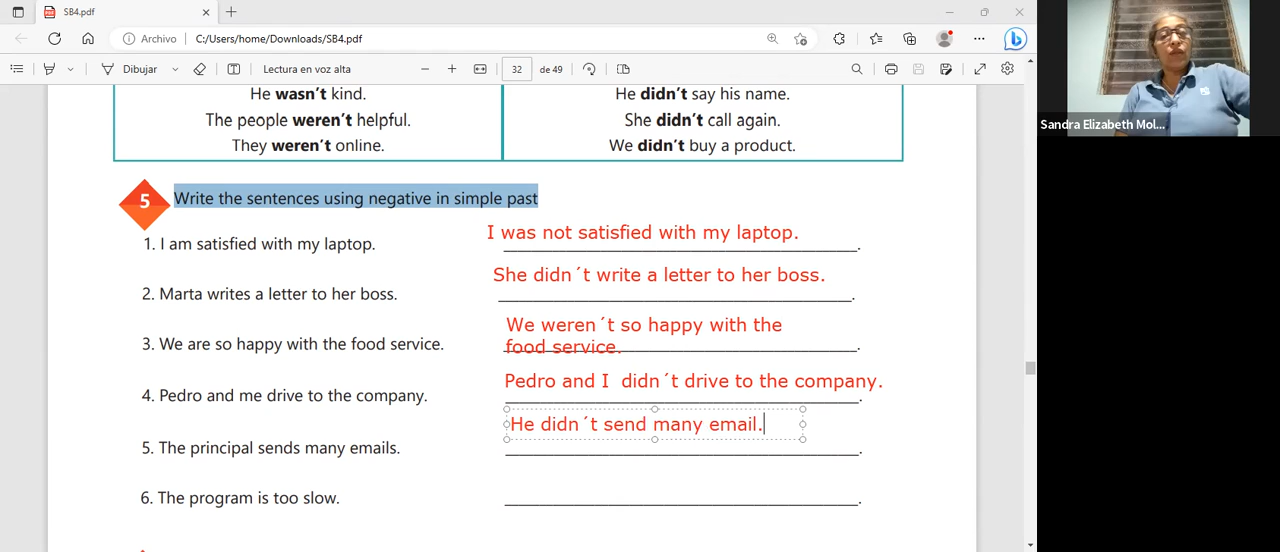 SB4.pdf
Archivo C:/Users/home/Downloads/SB4.pdf
Dibujar Lectura en voz alta 32 de 49
Sandra Elizabeth Mol...
He wasn't kind. He didn't say his name.
The people weren't helpful. She didn't call again.
They weren't online. We didn't buy a product.
5 Write the sentences using negative in simple past
1. I am satisfied with my laptop. I was not satisfied with my laptop.
2. Marta writes a letter to her boss. She didn´t write a letter to her boss.
3. We are so happy with the food service. We weren´t so happy with the
food service.
4. Pedro and me drive to the company. Pedro and I didn´t drive to the company.
5. The principal sends many emails. He didn´t send many email.
6. The program is too slow.